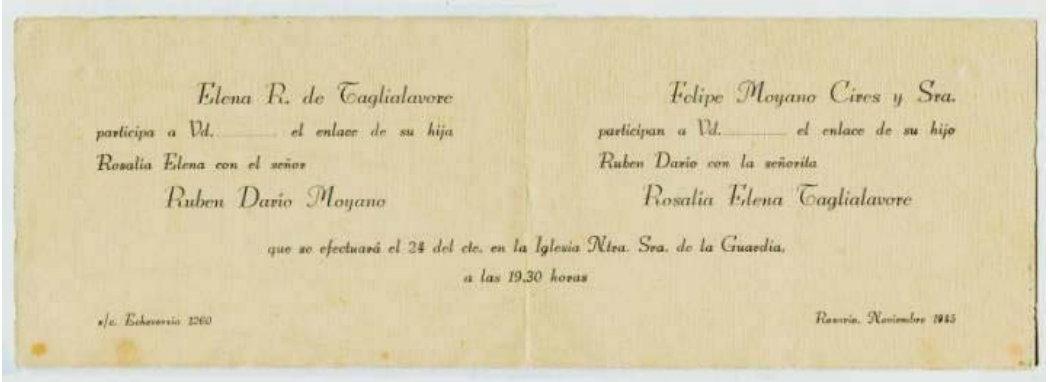 Elena R. de Taglialavore
participa a Vd. el enlace de su hija
Rosalía Elena con el señor
Ruben Darío Moyano
Felipe Moyano Cires y Sra.
participan a Vd. el enlace de su hijo
Ruben Darío con la señorita
Rosalía Elena Taglialavore
que se efectuará el 24 del cte. en la Iglesia Ntra. Sra. de la Guardia,
a las 19.30 horas
s/c. Echeverría 1260
Rosario, Noviembre